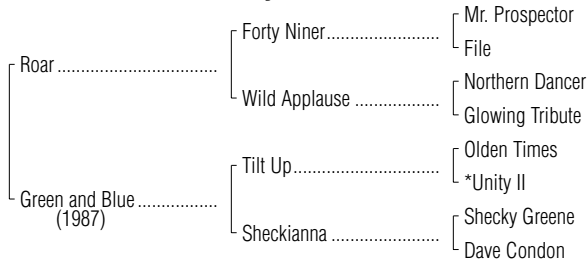 Mr. Prospector
Forty Niner......................
File
Roar ................................
Northern Dancer
Wild Applause .................
Glowing Tribute
Olden Times
Tilt Up.............................
*Unity II
Green and Blue................
(1987)
Shecky Greene
Sheckianna .....................
Dave Condon